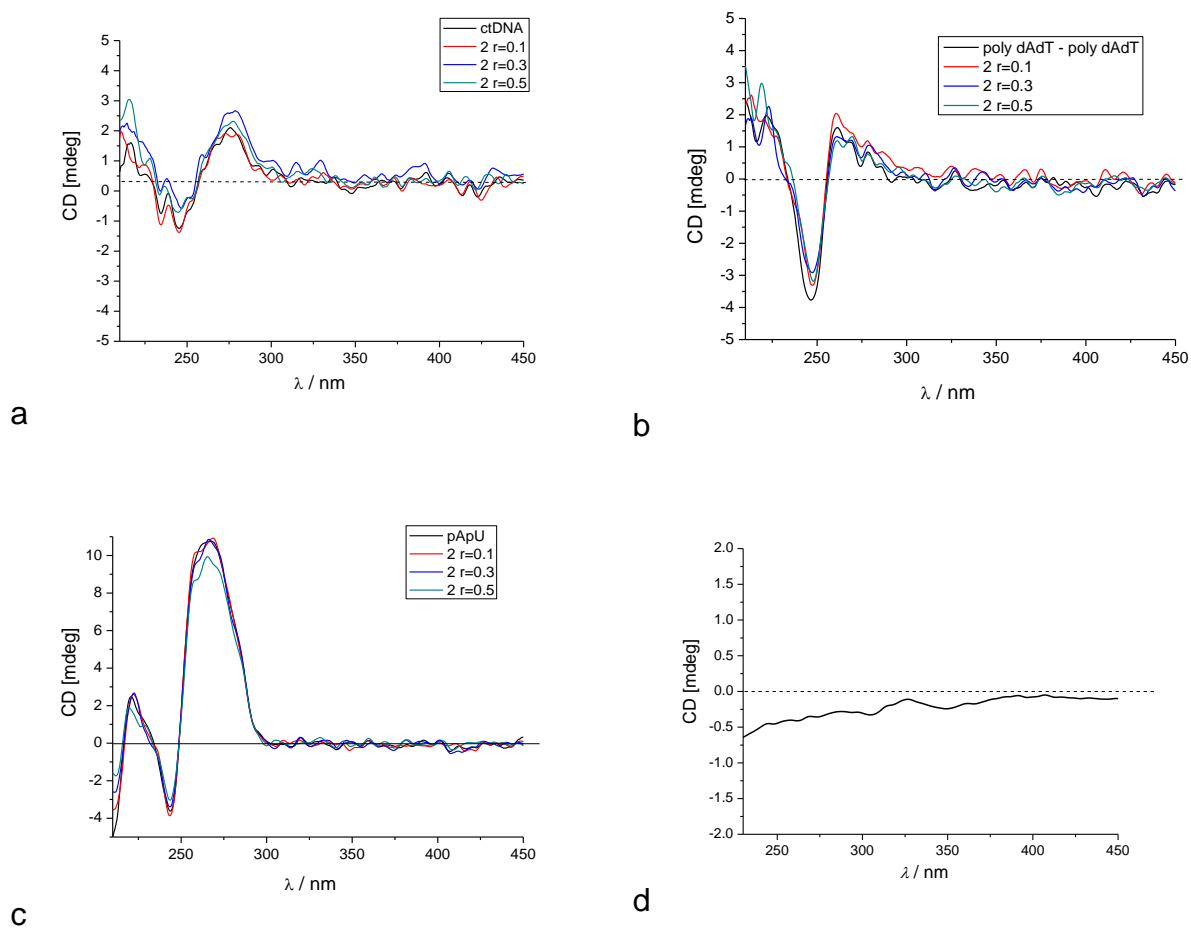 ctDNA
2 r=0.1
2 r=0.3
2 r=0.5
CD [mdeg]
5
4
3
2
1
0
-1
-2
-3
-4
-5
250
300
350
400
450
λ / nm
a
poly dAdT - poly dAdT
2 r=0.1
2 r=0.3
2 r=0.5
CD [mdeg]
5
4
3
2
1
0
-1
-2
-3
-4
-5
250
300
350
400
450
λ / nm
b
pApU
2 r=0.1
2 r=0.3
2 r=0.5
CD [mdeg]
10
8
6
4
2
0
-2
-4
250
300
350
400
450
λ / nm
c
CD [mdeg]
2.0
1.5
1.0
0.5
0.0
-0.5
-1.0
-1.5
-2.0
250
300
350
400
450
λ / nm
d